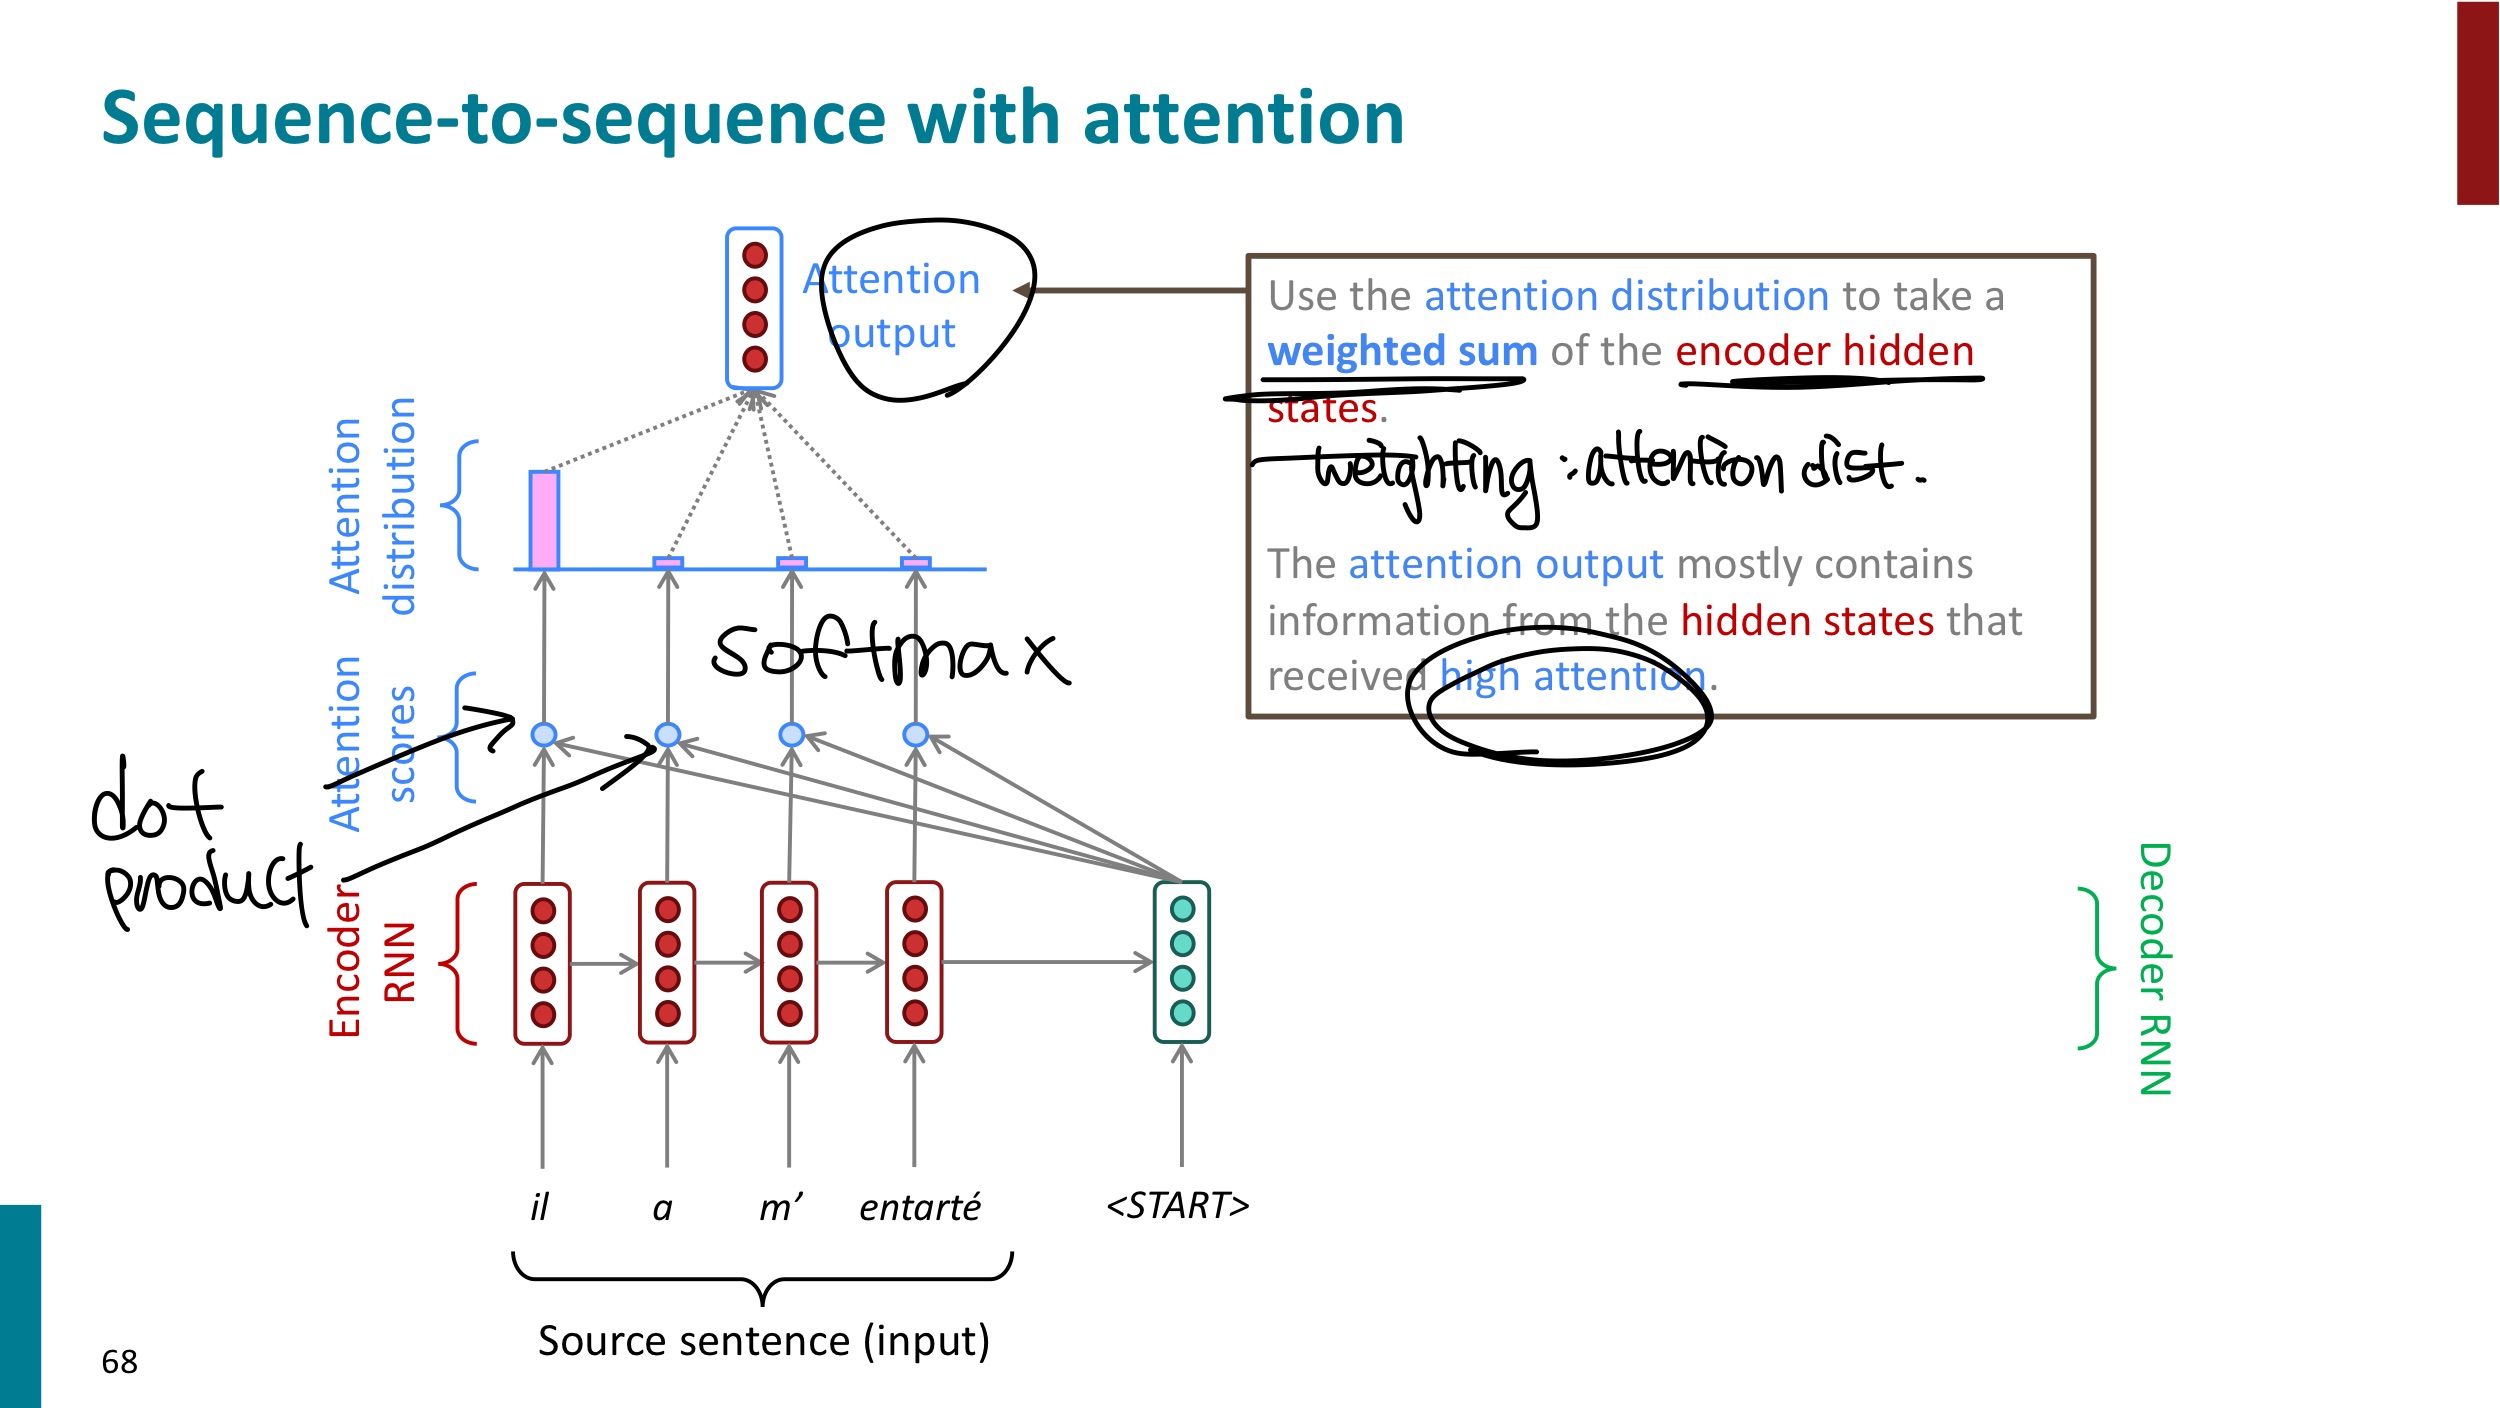 Sequence-to-sequence with attention
Attention
output
Use the attention distribution to take a
weighted sum of the encoder hidden
states.
weighting : attention dist.
The attention output mostly contains
information from the hidden states that
received high attention.
Attention
distribution
softmax
Attention
scores
dot
product
Encoder
RNN
Decoder RNN
il a m’ entarté <START>
Source sentence (input)
68